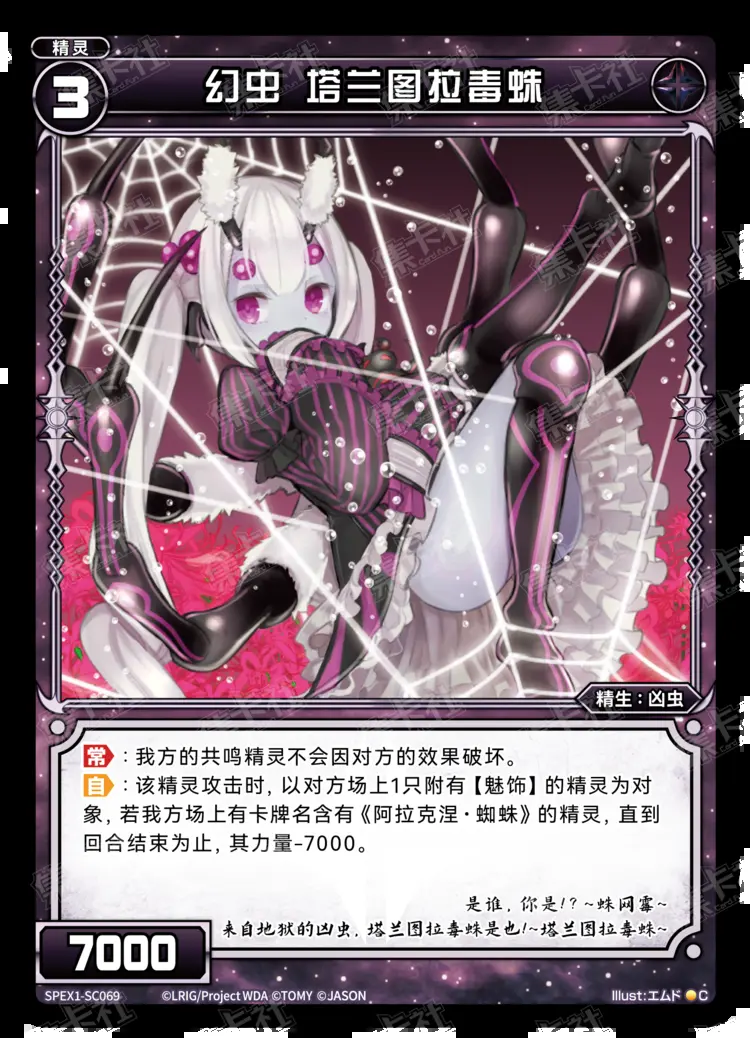 精灵
3
幻虫 塔兰图拉毒蛛
精生：凶虫
常：我方的共鸣精灵不会因对方的效果破坏。
自：该精灵攻击时，以对方场上1只附有【魅饰】的精灵为对
象，若我方场上有卡牌名含有《阿拉克涅·蜘蛛》的精灵，直到
回合结束为止，其力量-7000。
是谁，你是!？~蛛网霉~
来自地狱的凶虫，塔兰图拉毒蛛是也!~塔兰图拉毒蛛~
7000
SPEX1-SC069 ©LRIG/Project WDA ©TOMY ©JASON Illust:エムド C
集卡社